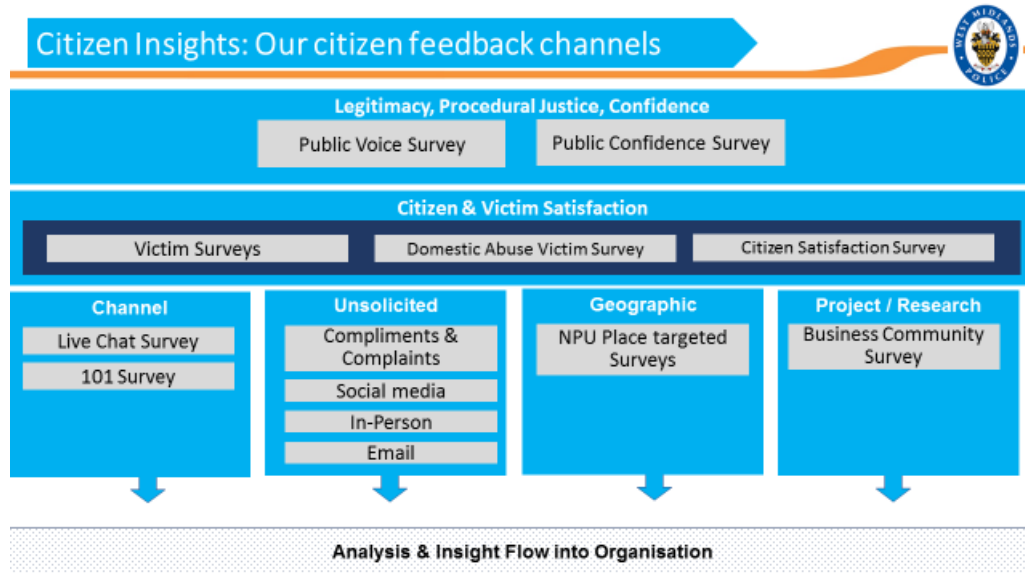 Citizen Insights: Our citizen feedback channels
WEST MIDLANDS
POLICE
Legitimacy, Procedural Justice, Confidence
Public Voice Survey
Public Confidence Survey
Citizen & Victim Satisfaction
Victim Surveys
Domestic Abuse Victim Survey
Citizen Satisfaction Survey
Channel
Live Chat Survey
101 Survey
Unsolicited
Compliments &
Complaints
Social media
In-Person
Email
Geographic
NPU Place targeted
Surveys
Project / Research
Business Community
Survey
Analysis & Insight Flow into Organisation